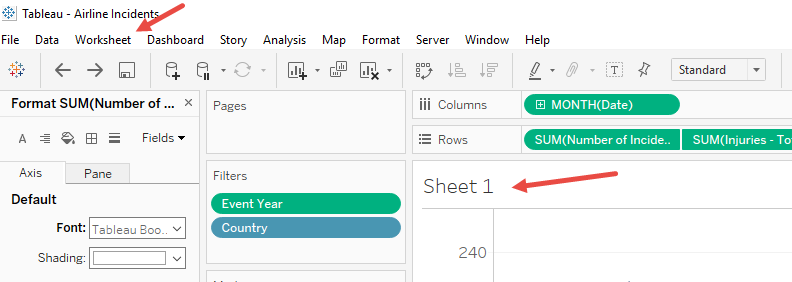 Tableau - Airline Incidents
File Data Worksheet Dashboard Story Analysis Map Format Server Window Help
Standard
Format SUM(Number of ... ×
Fields
Axis Pane
Default
Font: Tableau Boo...
Shading:
Pages
Filters
Event Year
Country
Columns MONTH(Date)
Rows SUM(Number of Incide.. SUM(Injuries - To
Sheet 1
240